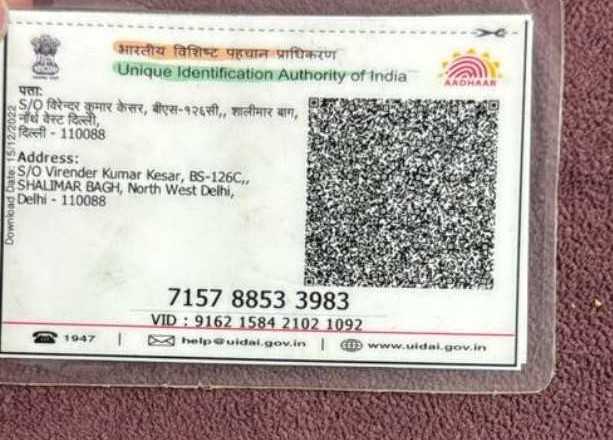 भारतीय विशिष्ट पहचान प्राधिकरण
Unique Identification Authority of India
AADHAAR
पता:
S/O विरेन्दर कुमार केसर, बीएस-१२६सी,, शालीमार बाग,
नॉर्थ वेस्ट दिल्ली,
दिल्ली - 110088
Address:
S/O Virender Kumar Kesar, BS-126C,,
SHALIMAR BAGH, North West Delhi,
Delhi - 110088
Download Date: 15/12/2022
7157 8853 3983
VID : 9162 1584 2102 1092
1947 | help@uidai.gov.in | www.uidai.gov.in